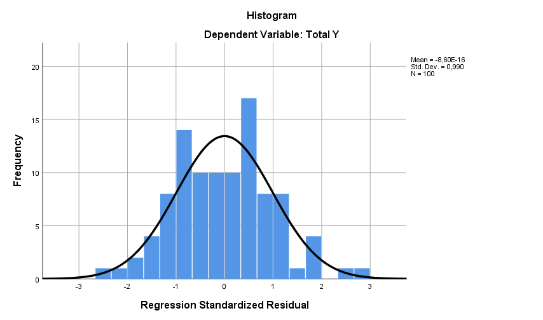 Histogram
Dependent Variable: Total Y
Mean = -8,60E-16
Std. Dev. = 0,990
N = 100
Frequency
20
15
10
5
0
-3 -2 -1 0 1 2 3
Regression Standardized Residual